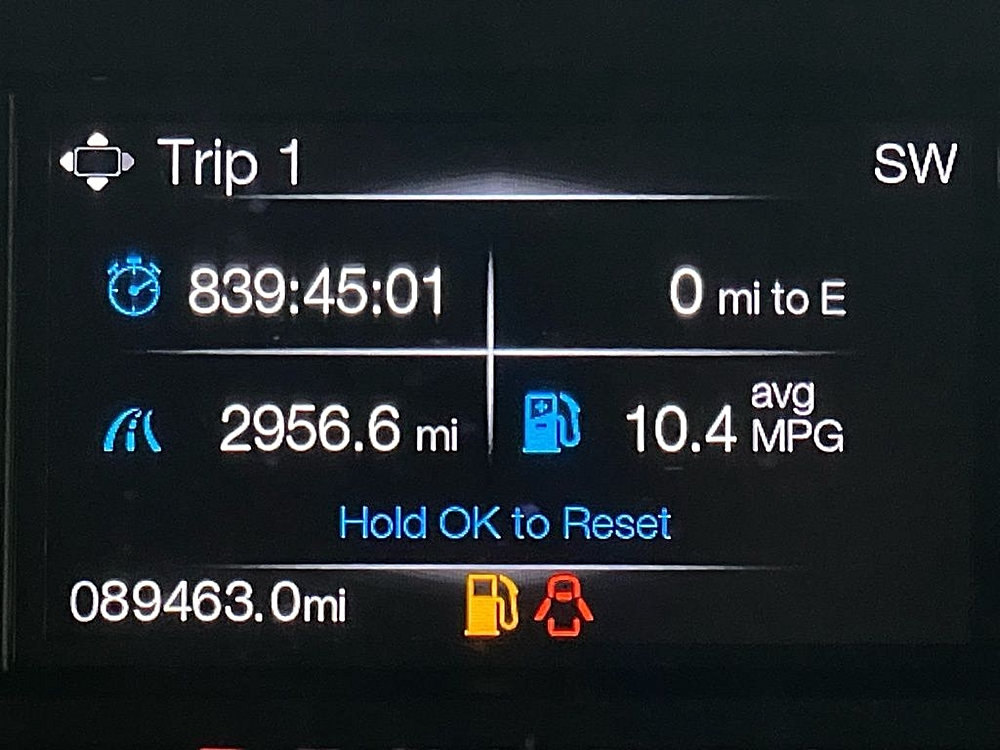 Trip 1 SW
839:45:01 0 mi to E
2956.6 mi 10.4 avg MPG
Hold OK to Reset
089463.0mi